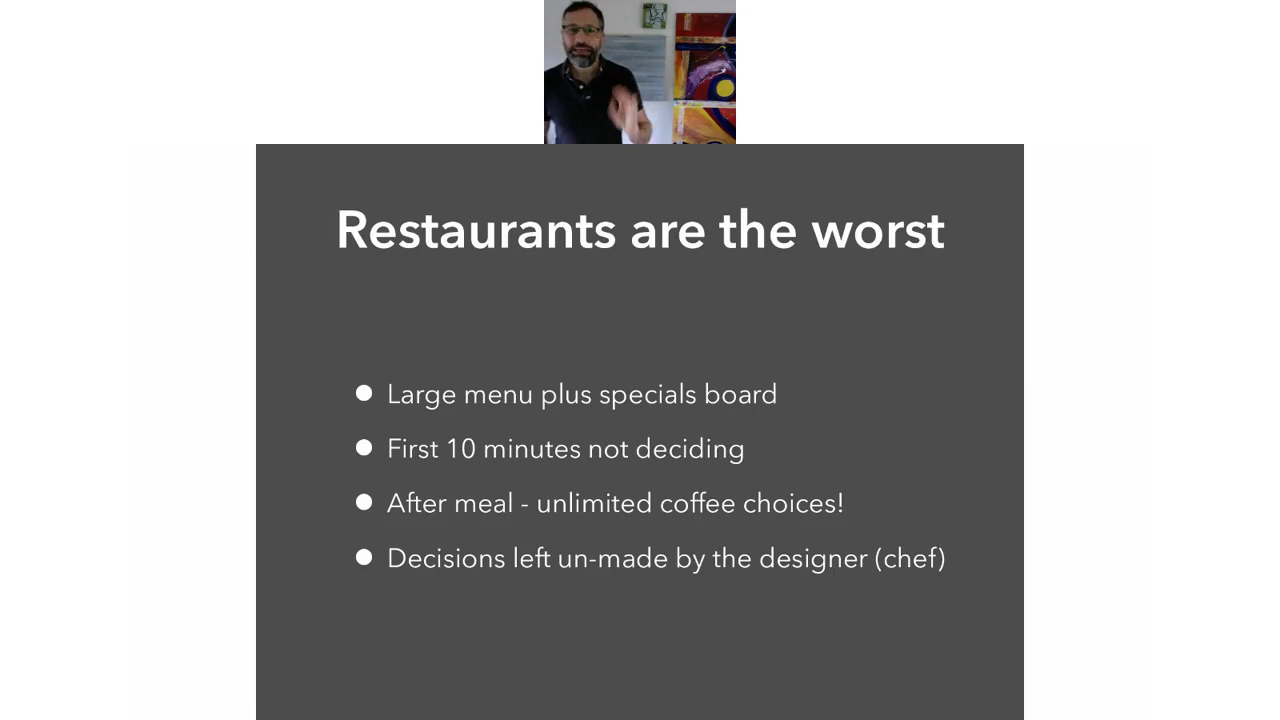 Restaurants are the worst
Large menu plus specials board
First 10 minutes not deciding
After meal - unlimited coffee choices!
Decisions left un-made by the designer (chef)